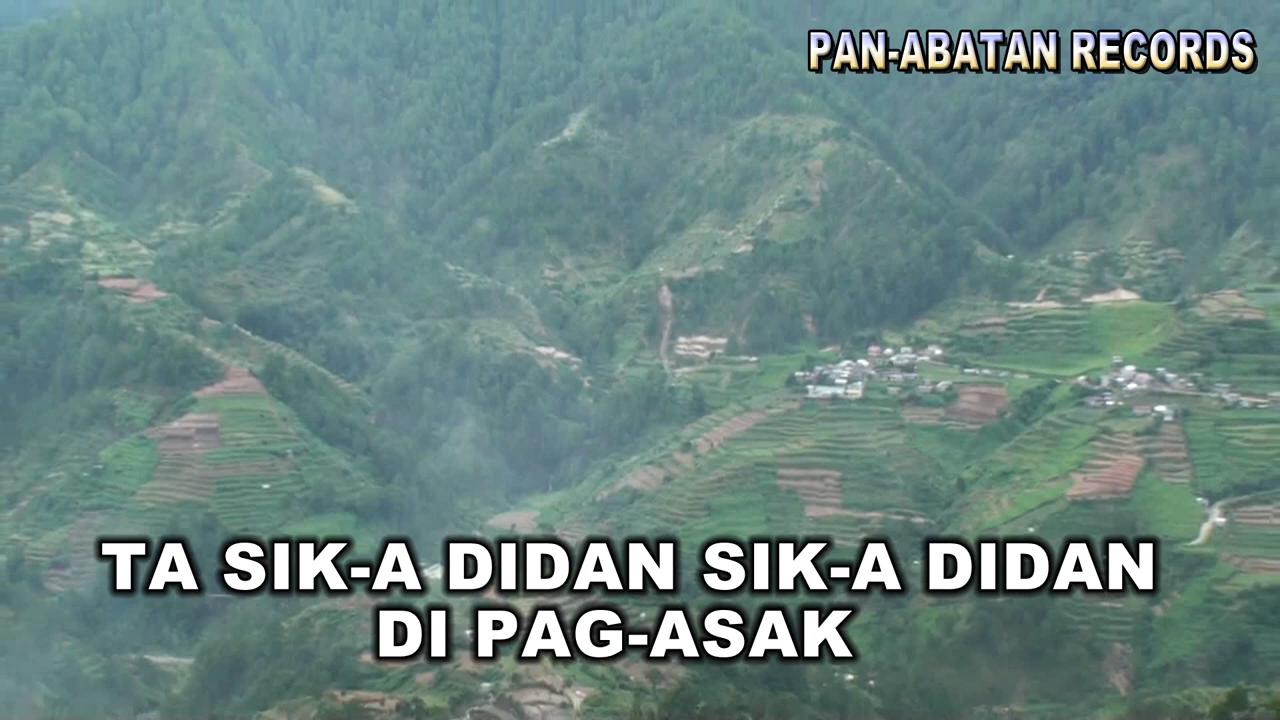 PAN-ABATAN RECORDS
TA SIK-A DIDAN SIK-A DIDAN
DI PAG-ASAK